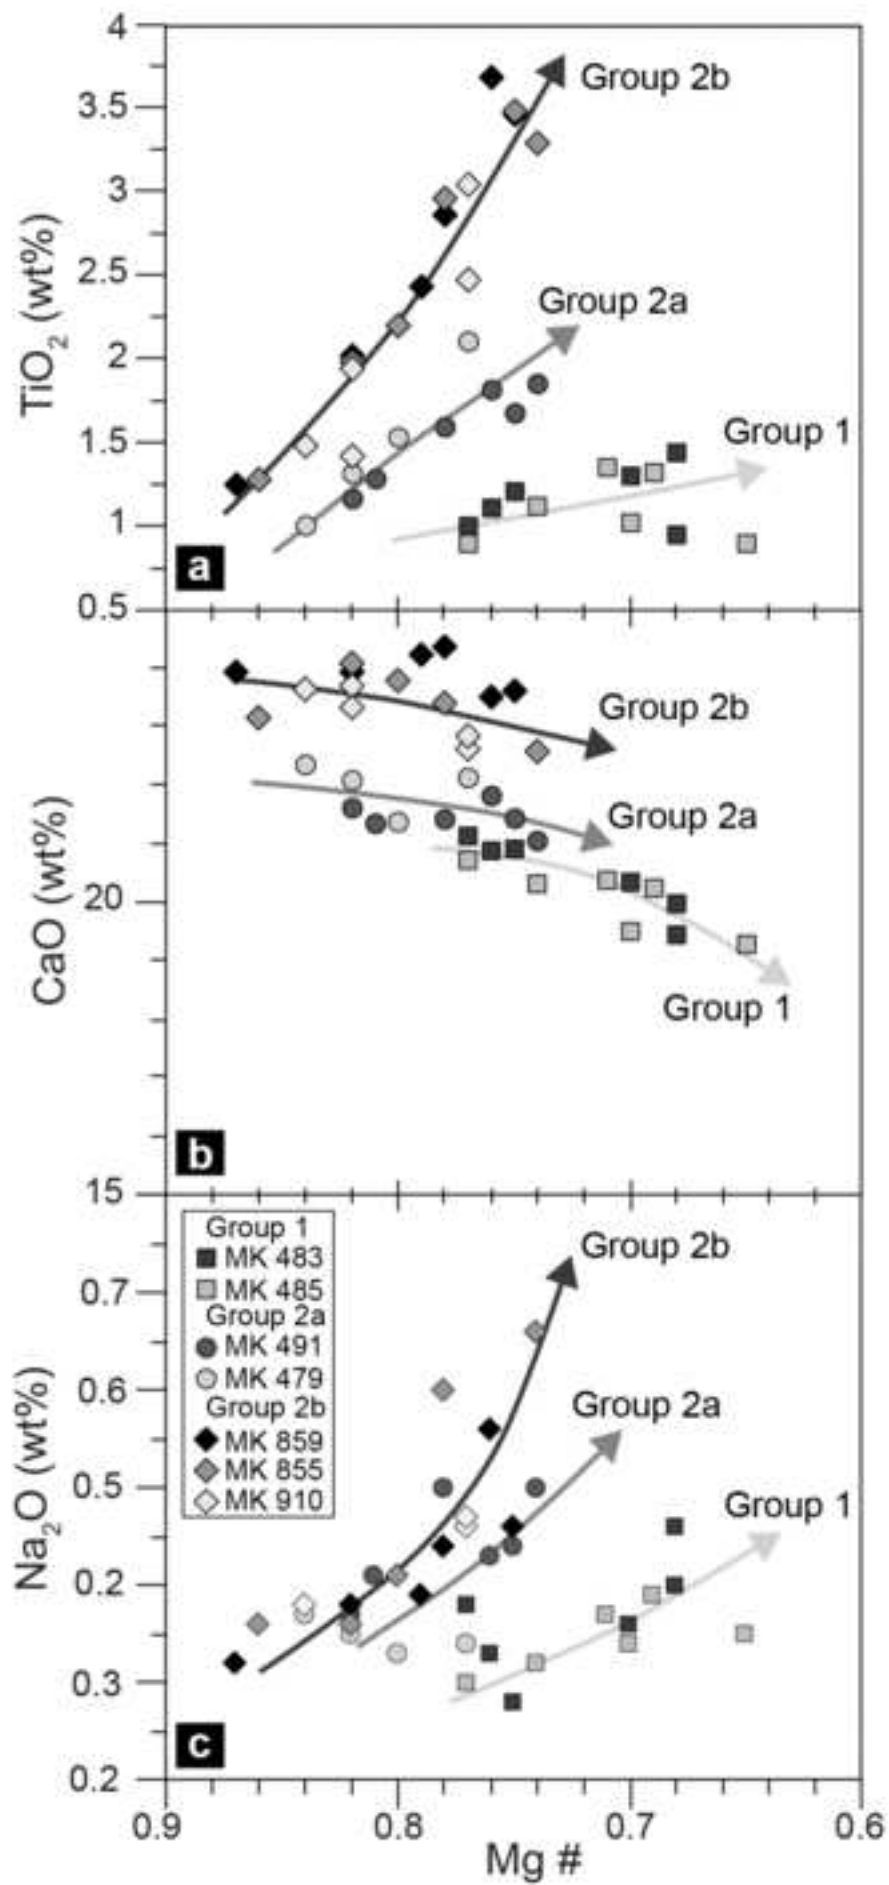 4
Group 2b
3.5
3
2.5
Group 2a
2
Group 1
1.5
1
0.5
TiO2 (wt%)
a
Group 2b
Group 2a
20
Group 1
15
CaO (wt%)
b
Group 1
MK 483
MK 485
Group 2a
MK 491
MK 479
Group 2b
MK 859
MK 855
MK 910
Group 2b
0.7
0.6
Group 2a
0.5
Group 1
0.2
0.3
0.2
Na2O (wt%)
c
0.9 0.8 0.7 0.6
Mg #